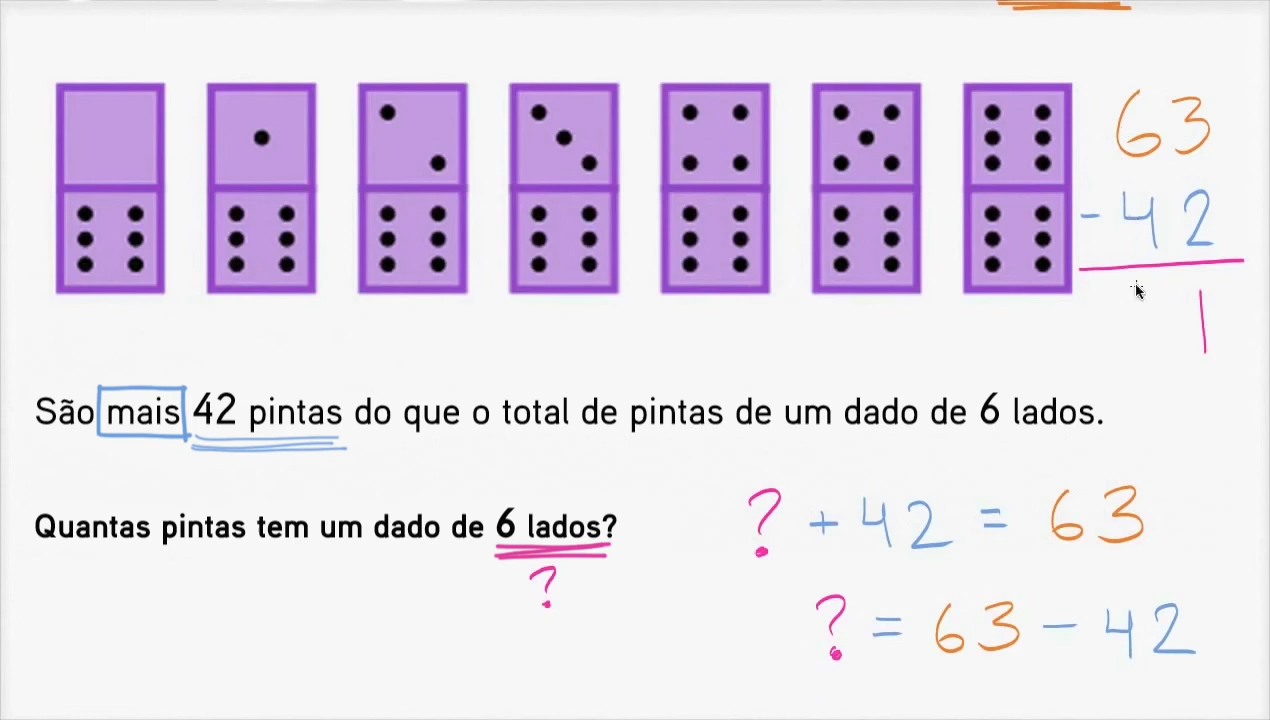 63
- 42
1
São mais 42 pintas do que o total de pintas de um dado de 6 lados.
Quantas pintas tem um dado de 6 lados?
?
? + 42 = 63
? = 63 - 42